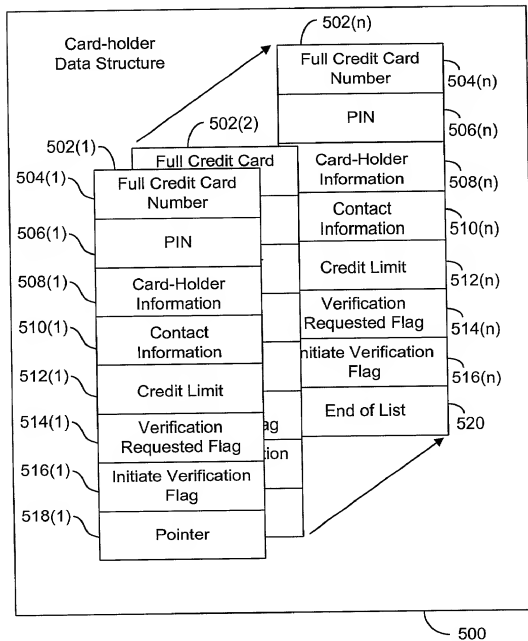 Card-holder
Data Structure
502(n)
Full Credit Card
Number
504(n)
PIN
506(n)
Card-Holder
Information
508(n)
Contact
Information
510(n)
Credit Limit
512(n)
Verification
Requested Flag
514(n)
nitiate Verification
Flag
516(n)
End of List
520
502(2)
Full Credit Card
502(1)
504(1)
Full Credit Card
Number
506(1)
PIN
508(1)
Card-Holder
Information
510(1)
Contact
Information
512(1)
Credit Limit
514(1)
Verification
Requested Flag
516(1)
Initiate Verification
Flag
518(1)
Pointer
ag
tion
500